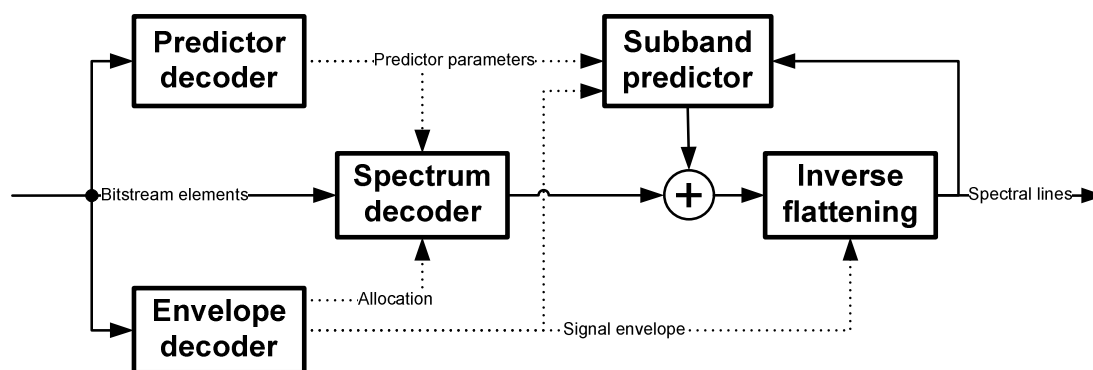 Predictor
decoder
Predictor parameters
Subband
predictor
Bitstream elements
Spectrum
decoder
+
Inverse
flattening
Spectral lines
Envelope
decoder
Allocation
Signal envelope